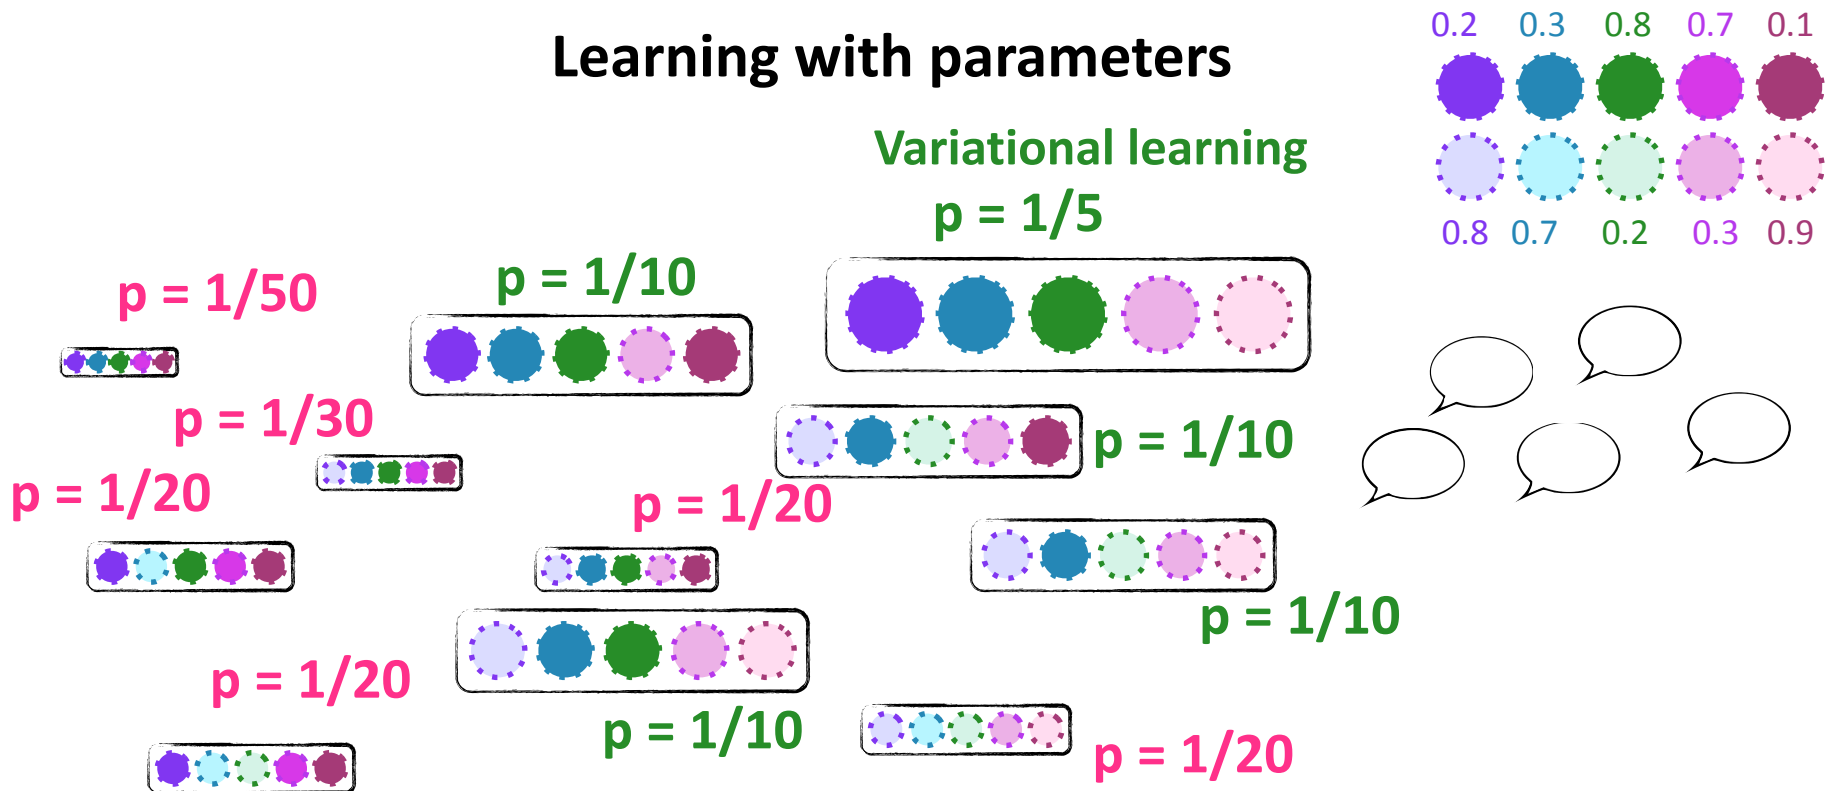 Learning with parameters
0.2 0.3 0.8 0.7 0.1
0.8 0.7 0.2 0.3 0.9
Variational learning
p = 1/5
p = 1/10
p = 1/50
p = 1/30
p = 1/10
p = 1/20
p = 1/20
p = 1/10
p = 1/20
p = 1/10
p = 1/20